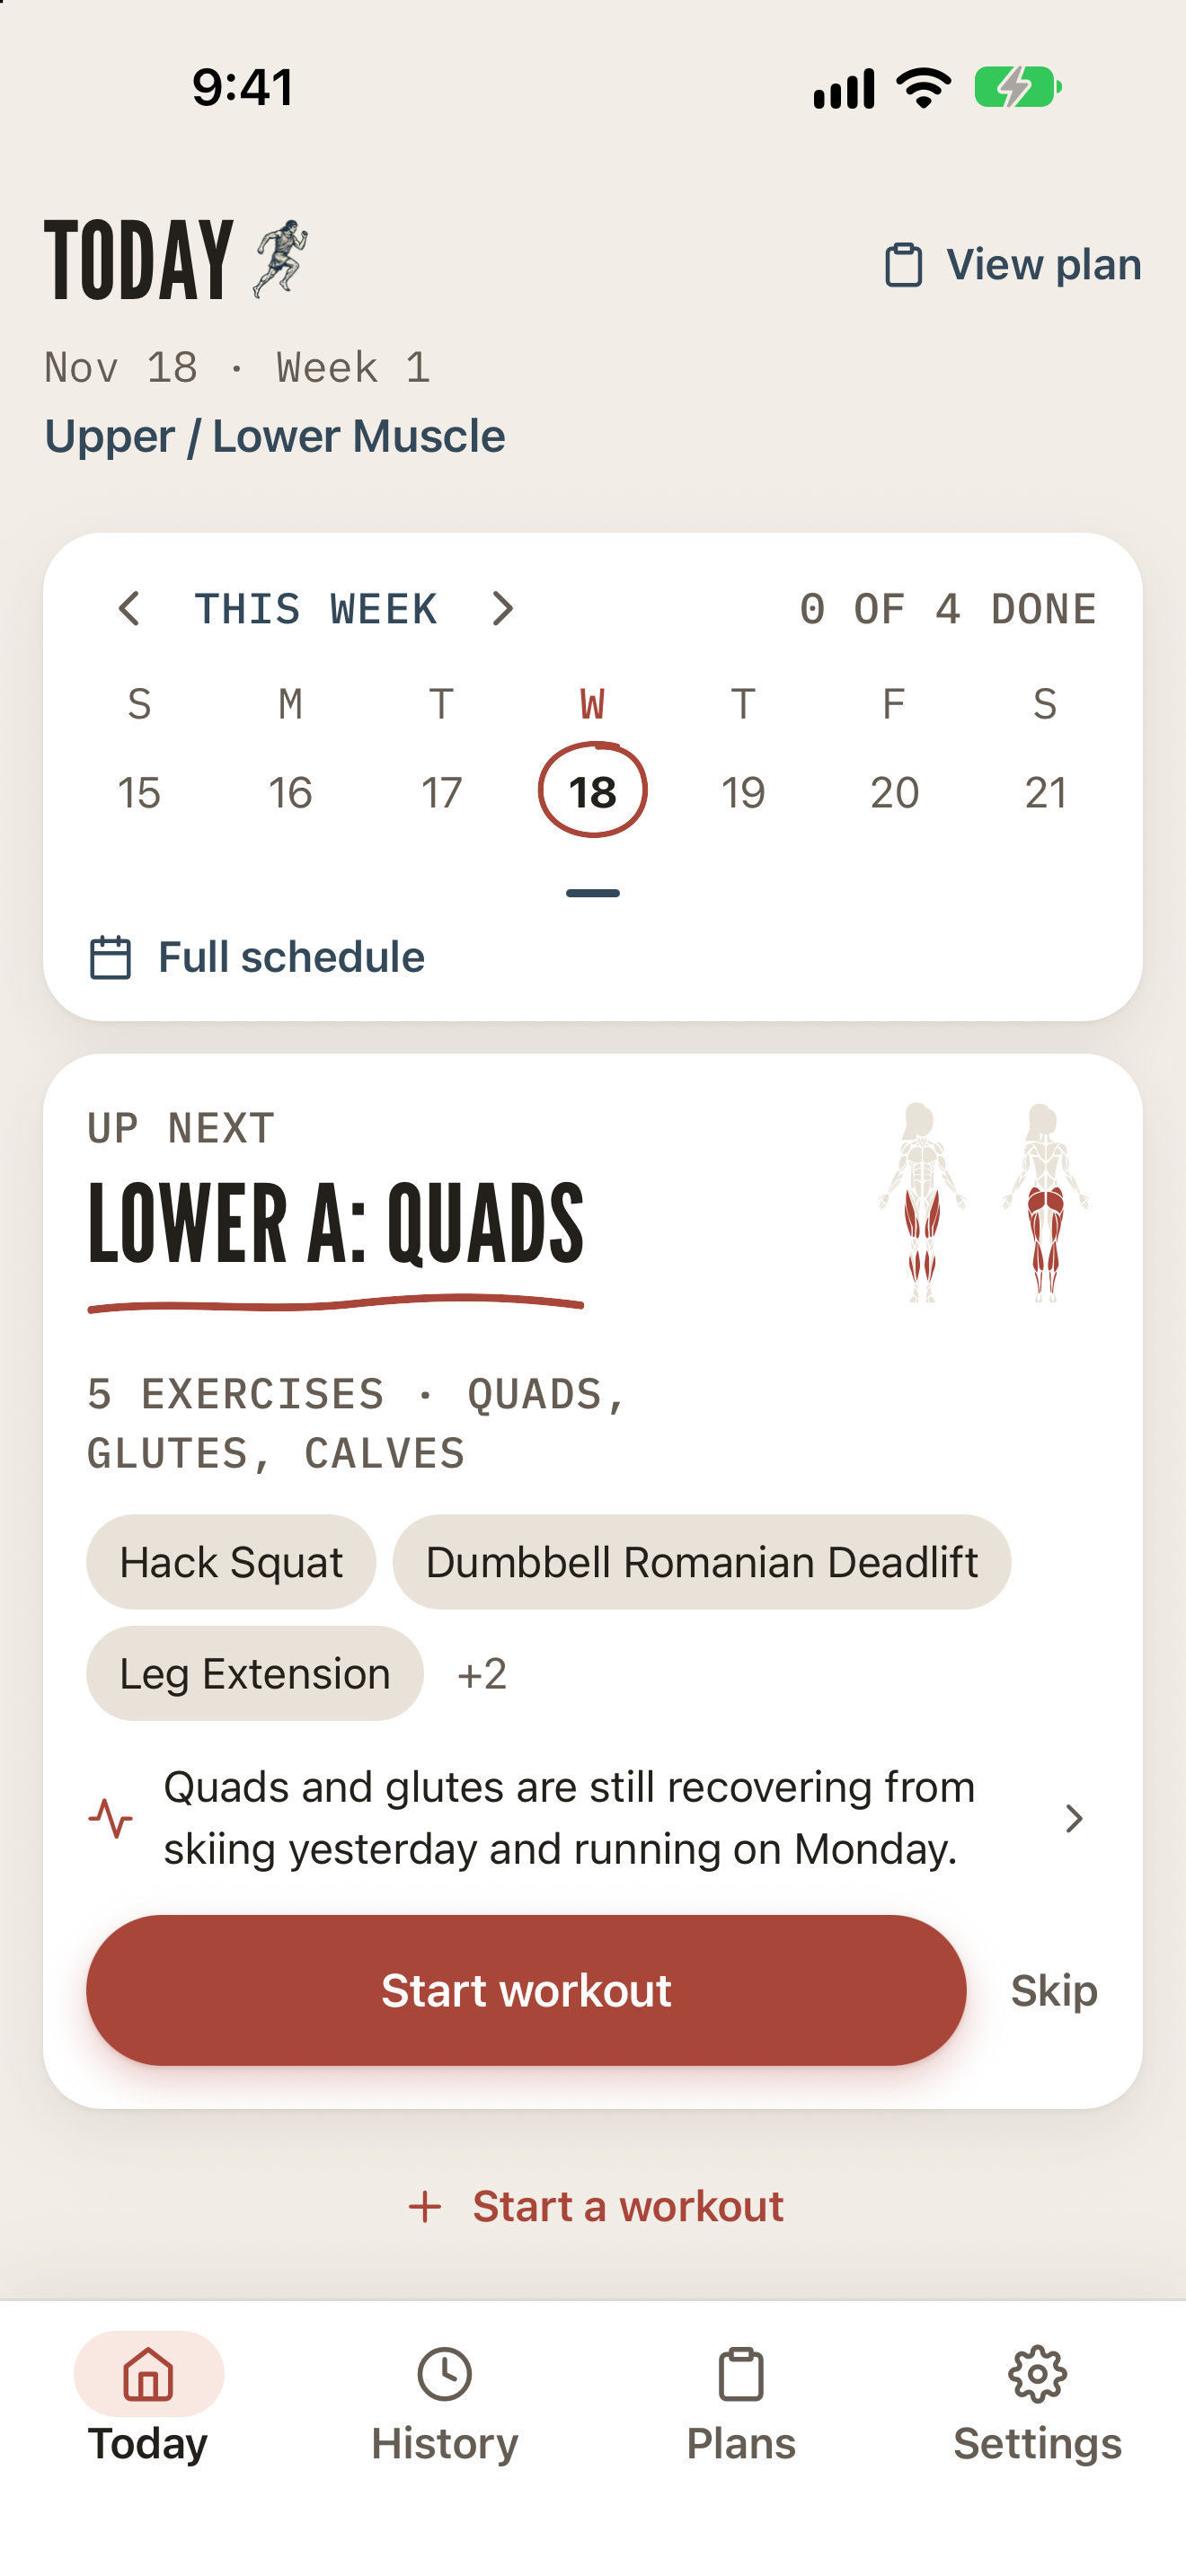 9:41
TODAY
View plan
Nov 18 · Week 1
Upper / Lower Muscle
THIS WEEK
0 OF 4 DONE
S M T W T F S
15 16 17 18 19 20 21
Full schedule
UP NEXT
LOWER A: QUADS
5 EXERCISES · QUADS,
GLUTES, CALVES
Hack Squat
Dumbbell Romanian Deadlift
Leg Extension
+2
Quads and glutes are still recovering from
skiing yesterday and running on Monday.
Start workout
Skip
+ Start a workout
Today
History
Plans
Settings